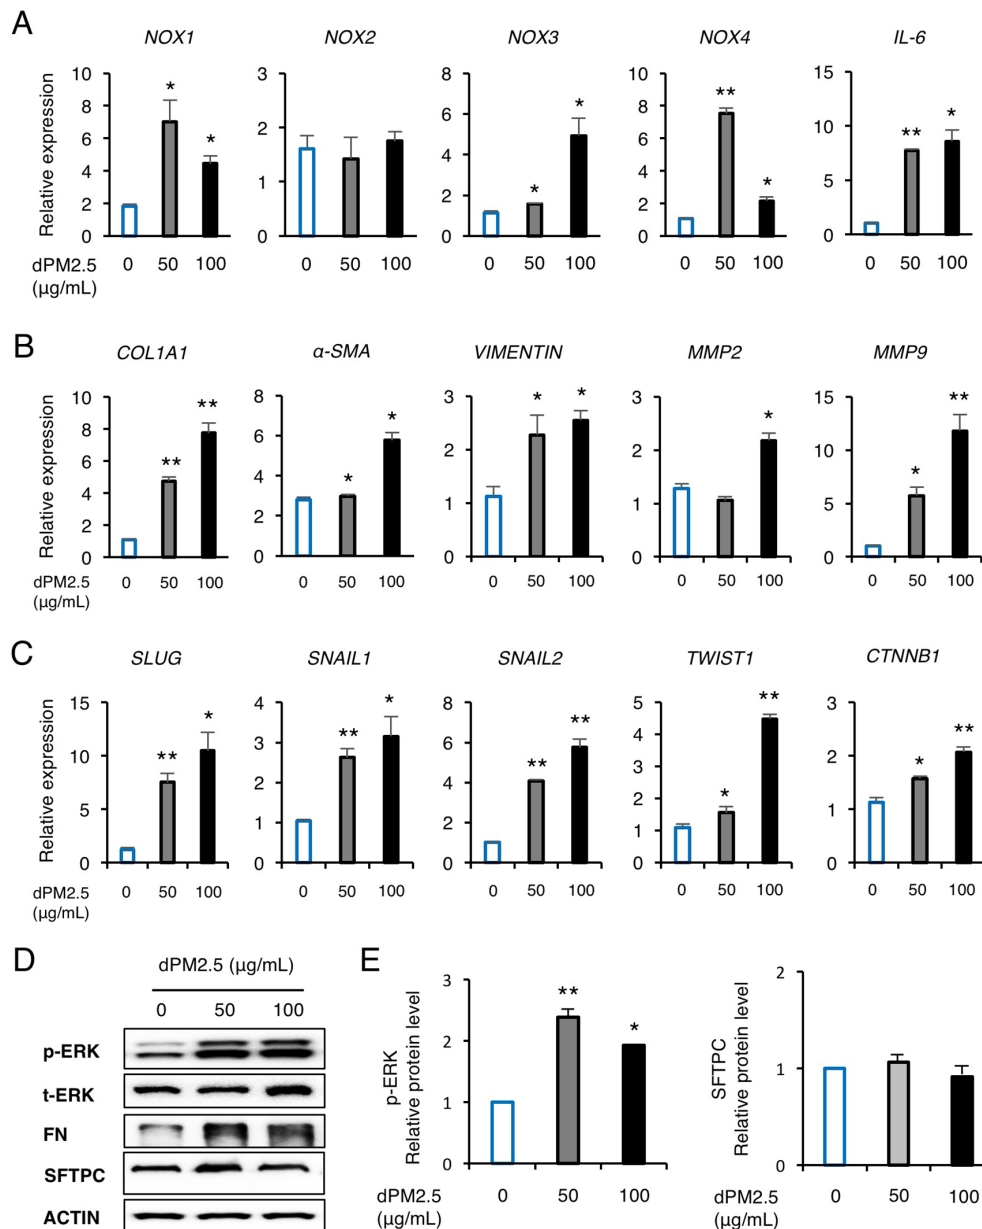 A
NOX1 NOX2 NOX3 NOX4 IL-6
Relative expression
10 8 6 4 2 0
3 2 1 0
8 6 4 2 0
10 8 6 4 2 0
15 10 5 0
* *
* *
** *
** *
dPM2.5 (µg/mL)
0 50 100
0 50 100
0 50 100
0 50 100
0 50 100
B
COL1A1 α-SMA VIMENTIN MMP2 MMP9
Relative expression
10 8 6 4 2 0
8 6 4 2 0
3 2 1 0
3 2 1 0
15 10 5 0
** **
* *
* *
*
* **
dPM2.5
(µg/mL)
0 50 100
0 50 100
0 50 100
0 50 100
0 50 100
C
SLUG SNAIL1 SNAIL2 TWIST1 CTNNB1
Relative expression
15 10 5 0
4 3 2 1 0
8 6 4 2 0
5 4 3 2 1 0
3 2 1 0
** *
** *
** **
* **
* **
dPM2.5
(µg/mL)
0 50 100
0 50 100
0 50 100
0 50 100
0 50 100
D
dPM2.5 (µg/mL)
0 50 100
p-ERK
t-ERK
FN
SFTPC
ACTIN
E
p-ERK
Relative protein level
3 2 1 0
** *
dPM2.5
(µg/mL)
0 50 100
SFTPC
Relative protein level
2 1 0
dPM2.5
(µg/mL)
0 50 100